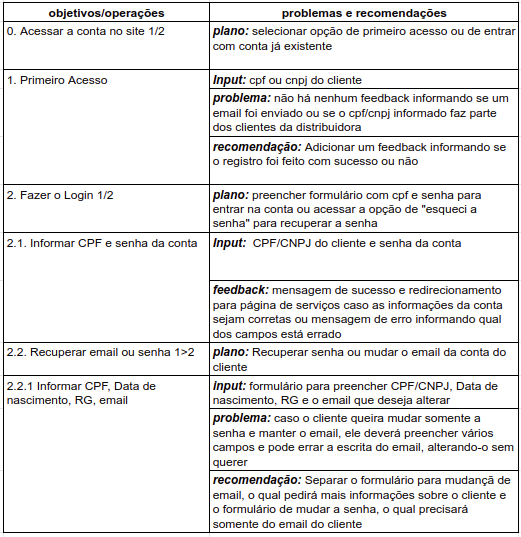 objetivos/operações
problemas e recomendações
0. Acessar a conta no site 1/2
plano: selecionar opção de primeiro acesso ou de entrar
com conta já existente
1. Primeiro Acesso
Input: cpf ou cnpj do cliente
problema: não há nenhum feedback informando se um
email foi enviado ou se o cpf/cnpj informado faz parte
dos clientes da distribuidora
recomendação: Adicionar um feedback informando se
o registro foi feito com sucesso ou não
2. Fazer o Login 1/2
plano: preencher formulário com cpf e senha para
entrar na conta ou acessar a opção de "esqueci a
senha" para recuperar a senha
2.1. Informar CPF e senha da conta
Input: CPF/CNPJ do cliente e senha da conta
feedback: mensagem de sucesso e redirecionamento
para página de serviços caso as informações da conta
sejam corretas ou mensagem de erro informando qual
dos campos está errado
2.2. Recuperar email ou senha 1>2
plano: Recuperar senha ou mudar o email da conta do
cliente
2.2.1 Informar CPF, Data de
nascimento, RG, email
input: formulário para preencher CPF/CNPJ, Data de
nascimento, RG e o email que deseja alterar
problema: caso o cliente queira mudar somente a
senha e manter o email, ele deverá preencher vários
campos e pode errar a escrita do email, alterando-o sem
querer
recomendação: Separar o formulário para mudançã de
email, o qual pedirá mais informações sobre o cliente e
o formulário de mudar a senha, o qual precisará
somente do email do cliente